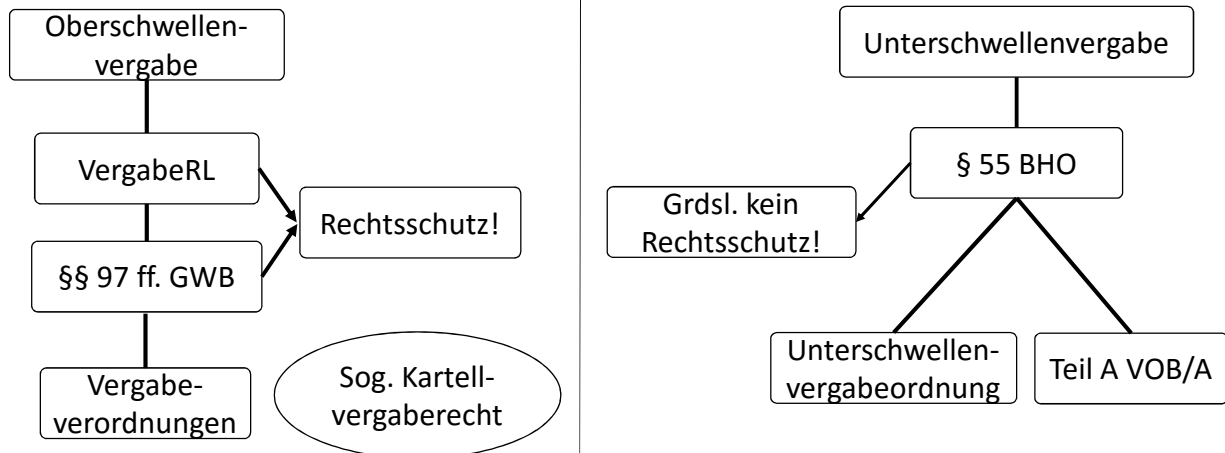 Oberschwellen-
vergabe
VergabeRL
Rechtsschutz!
§§ 97 ff. GWB
Vergabe-
verordnungen
Sog. Kartell-
vergaberecht
Unterschwellenvergabe
§ 55 BHO
Grdsl. kein
Rechtsschutz!
Unterschwellen-
vergabeordnung
Teil A VOB/A